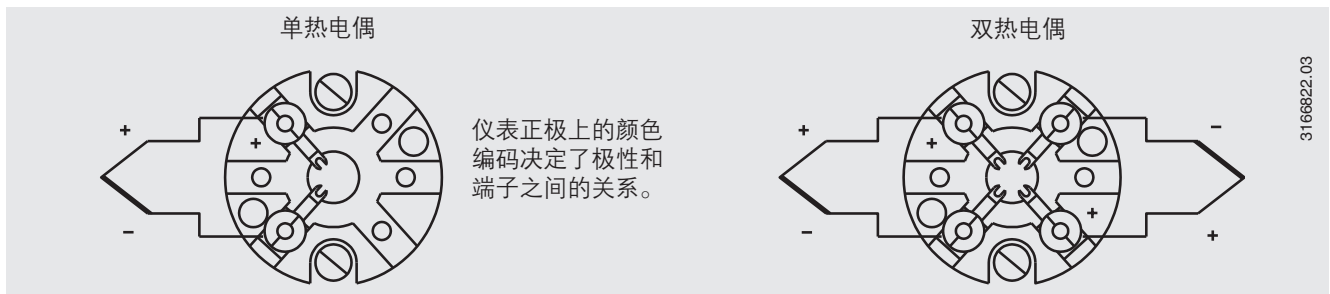 单热电偶
双热电偶
仪表正极上的颜色
编码决定了极性和
端子之间的关系。
+
+
−
+
+
−
−
+
+
3166822.03